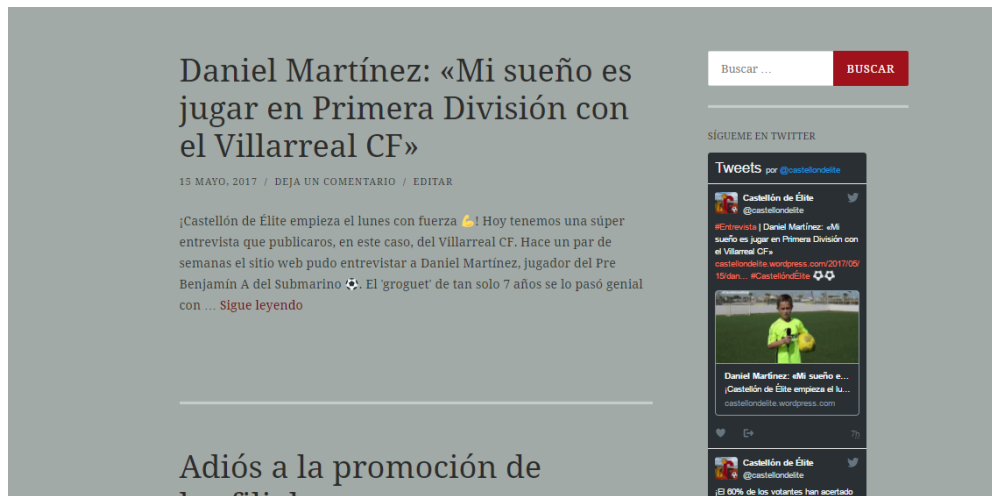 Daniel Martínez: «Mi sueño es
jugar en Primera División con
el Villarreal CF»
15 MAYO, 2017 / DEJA UN COMENTARIO / EDITAR
¡Castellón de Élite empieza el lunes con fuerza 💪! Hoy tenemos una súper
entrevista que publicaros, en este caso, del Villarreal CF. Hace un par de
semanas el sitio web pudo entrevistar a Daniel Martínez, jugador del Pre
Benjamín A del Submarino ⚽. El 'groguet' de tan solo 7 años se lo pasó genial
con … Sigue leyendo
Adiós a la promoción de
Buscar …
BUSCAR
SÍGUEME EN TWITTER
Tweets por @castellondelite
Castellón de Élite
@castellondelite
#Entrevista | Daniel Martínez: «Mi
sueño es jugar en Primera División con
el Villarreal CF»
castellondelite.wordpress.com/2017/05/
15/dan… #CastellóndÉlite ⚽⚽
Daniel Martínez: «Mi sueño e…
¡Castellón de Élite empieza el lu…
castellondelite.wordpress.com
7h
Castellón de Élite
@castellondelite
¡El 60% de los votantes han acertado